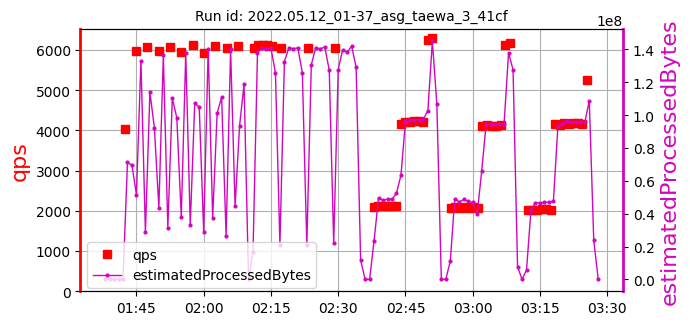 Run id: 2022.05.12_01-37_asg_taewa_3_41cf
1e8
6000
5000
4000
3000
2000
1000
0
qps
1.4
1.2
1.0
0.8
0.6
0.4
0.2
0.0
estimatedProcessedBytes
qps
estimatedProcessedBytes
01:45 02:00 02:15 02:30 02:45 03:00 03:15 03:30